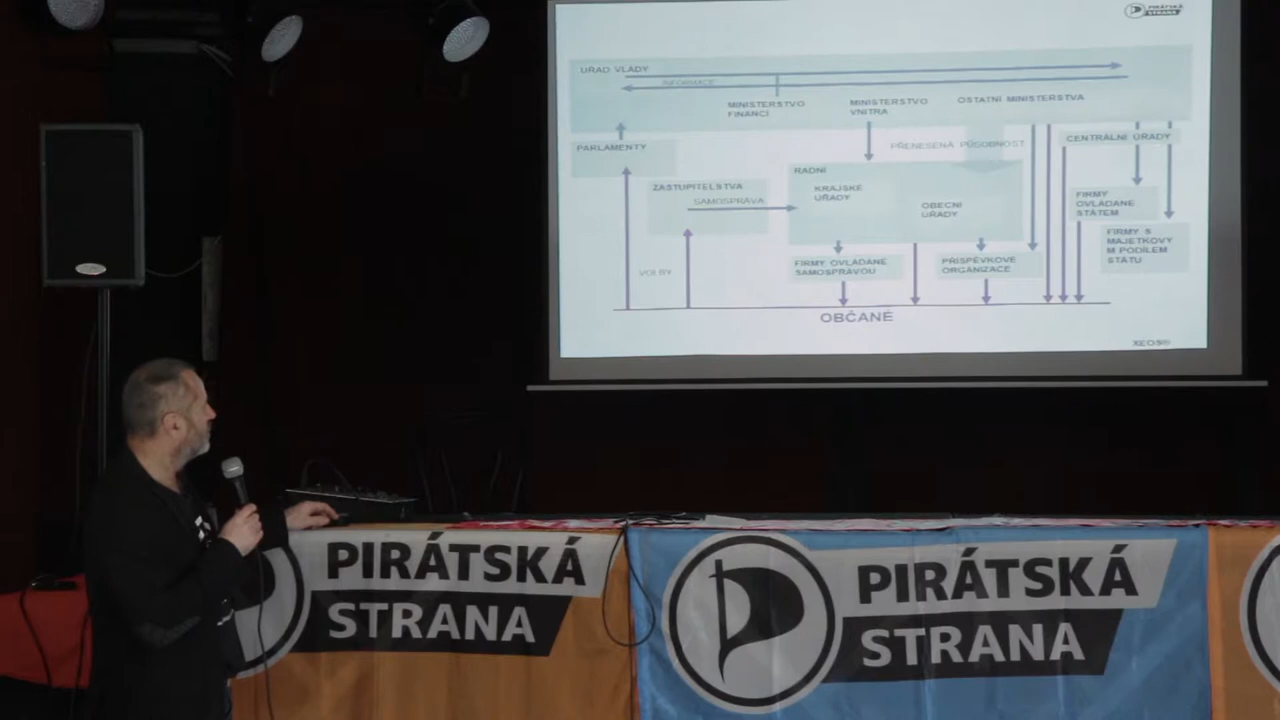 PIRÁTSKÁ
STRANA
ÚŘAD VLÁDY
INFORMACE
MINISTERSTVO
FINANCÍ
MINISTERSTVO
VNITRA
OSTATNÍ MINISTERSTVA
PARLAMENTY
PŘENESENÁ PŮSOBNOST
CENTRÁLNÍ ÚŘADY
ZASTUPITELSTVA
SAMOSPRÁVA
RADNÍ
KRAJSKÉ
ÚŘADY
OBECNÍ
ÚŘADY
FIRMY
OVLÁDANÉ
STÁTEM
FIRMY S
MAJETKOVÝ
M PODÍLEM
STÁTU
VOLBY
FIRMY OVLÁDANÉ
SAMOSPRÁVOU
PŘÍSPĚVKOVÉ
ORGANIZACE
OBČANÉ
XEOS®
PIRÁTSKÁ
STRANA
PIRÁTSKÁ
STRANA